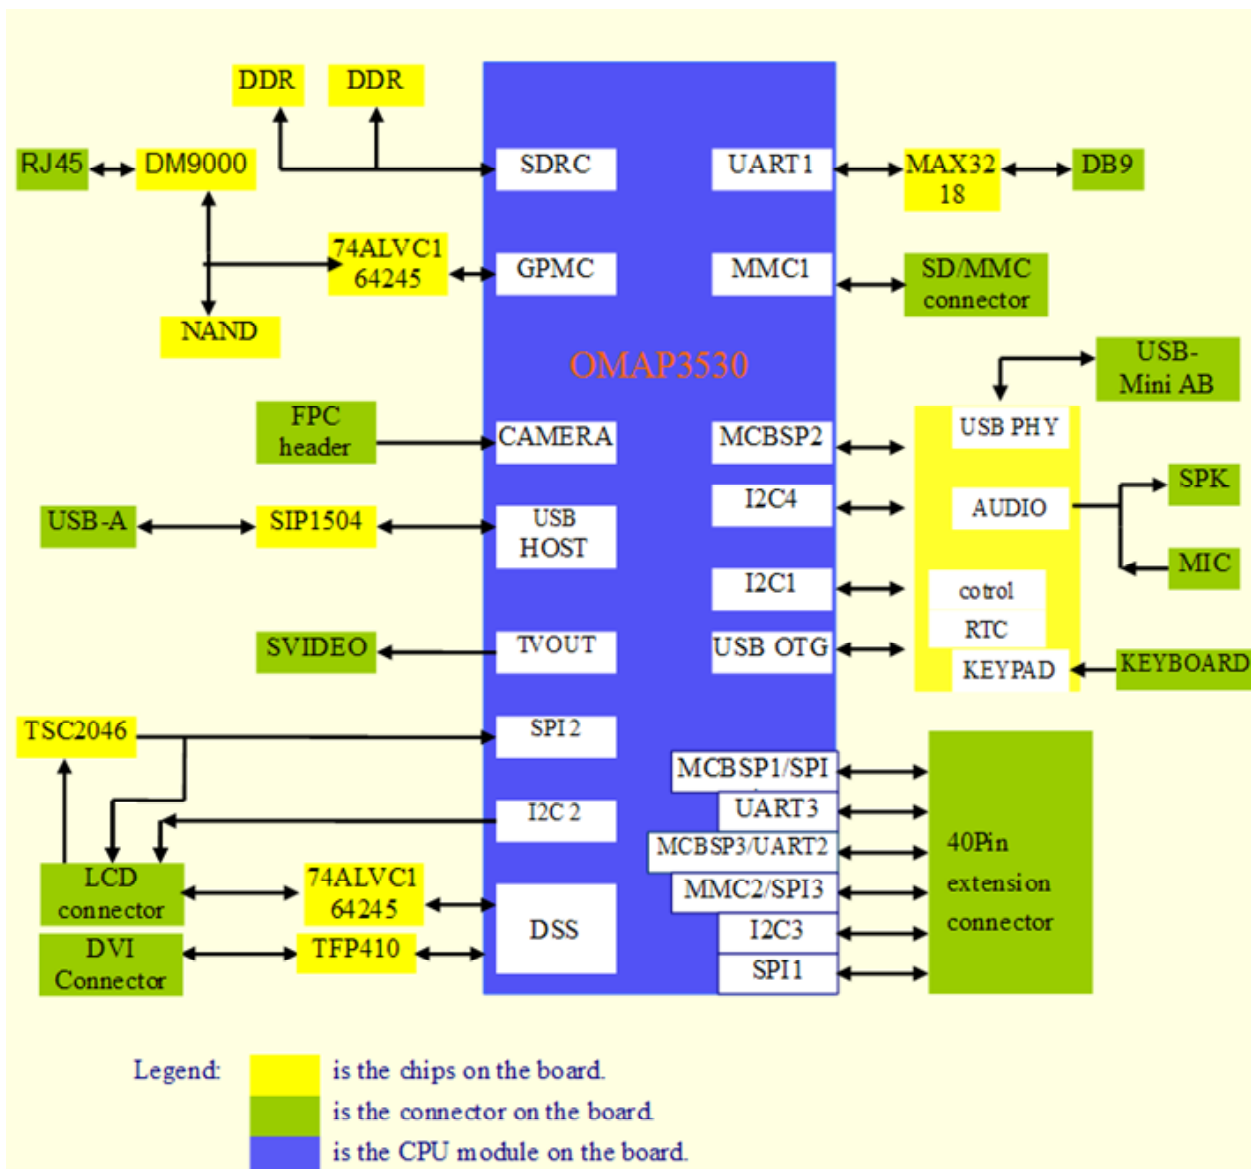 DDR
DDR
RJ45
DM9000
SDRC
UART1
MAX32
18
DB9
74ALVC1
64245
GPMC
MMC1
SD/MMC
connector
NAND
OMAP3530
USB-
Mini AB
FPC
header
CAMERA
MCBSP2
USB PHY
USB-A
SIP1504
USB
HOST
I2C4
AUDIO
SPK
MIC
I2C1
cotrol
RTC
SVIDEO
TVOUT
USB OTG
KEYPAD
KEYBOARD
TSC2046
SPI2
MCBSP1/SPI
UART3
I2C 2
MCBSP3/UART2
MMC2/SPI3
I2C3
SPI1
40Pin
extension
connector
LCD
connector
74ALVC1
64245
DSS
DVI
Connector
TFP410
Legend:
is the chips on the board.
is the connector on the board.
is the CPU module on the board.